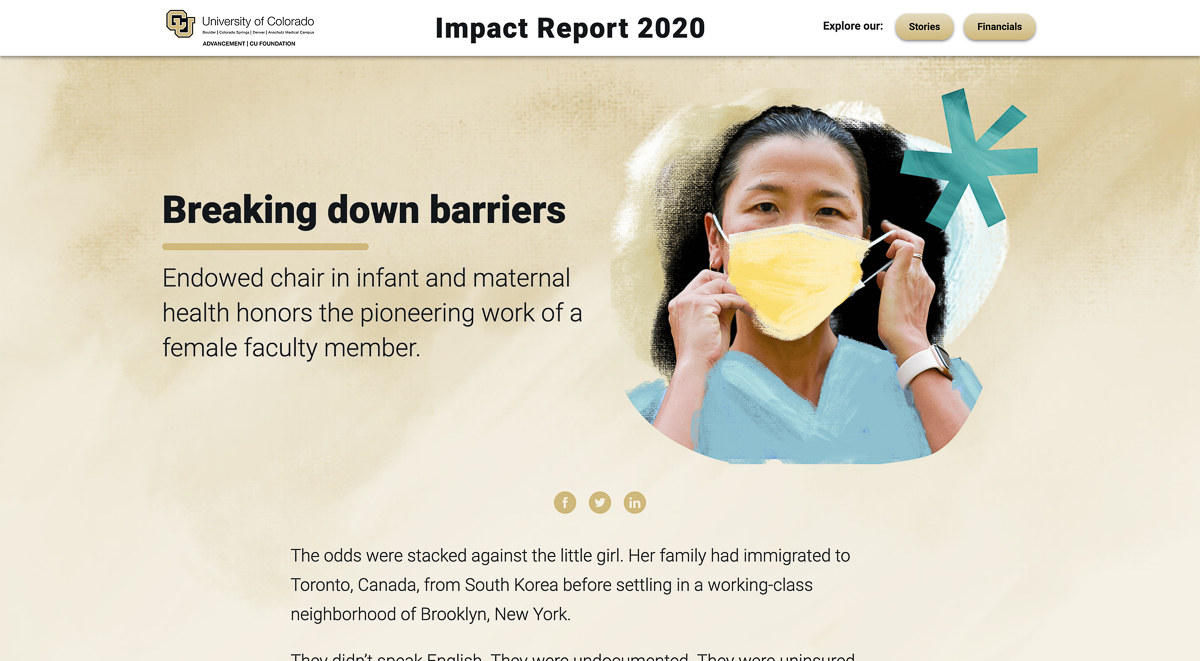 University of Colorado
Boulder | Colorado Springs | Denver | Anschutz Medical Campus
ADVANCEMENT | CU FOUNDATION
Impact Report 2020
Explore our:
Stories
Financials
Breaking down barriers
Endowed chair in infant and maternal
health honors the pioneering work of a
female faculty member.
The odds were stacked against the little girl. Her family had immigrated to
Toronto, Canada, from South Korea before settling in a working-class
neighborhood of Brooklyn, New York.
They didn't speak English. They were undocumented. They were uninsured.